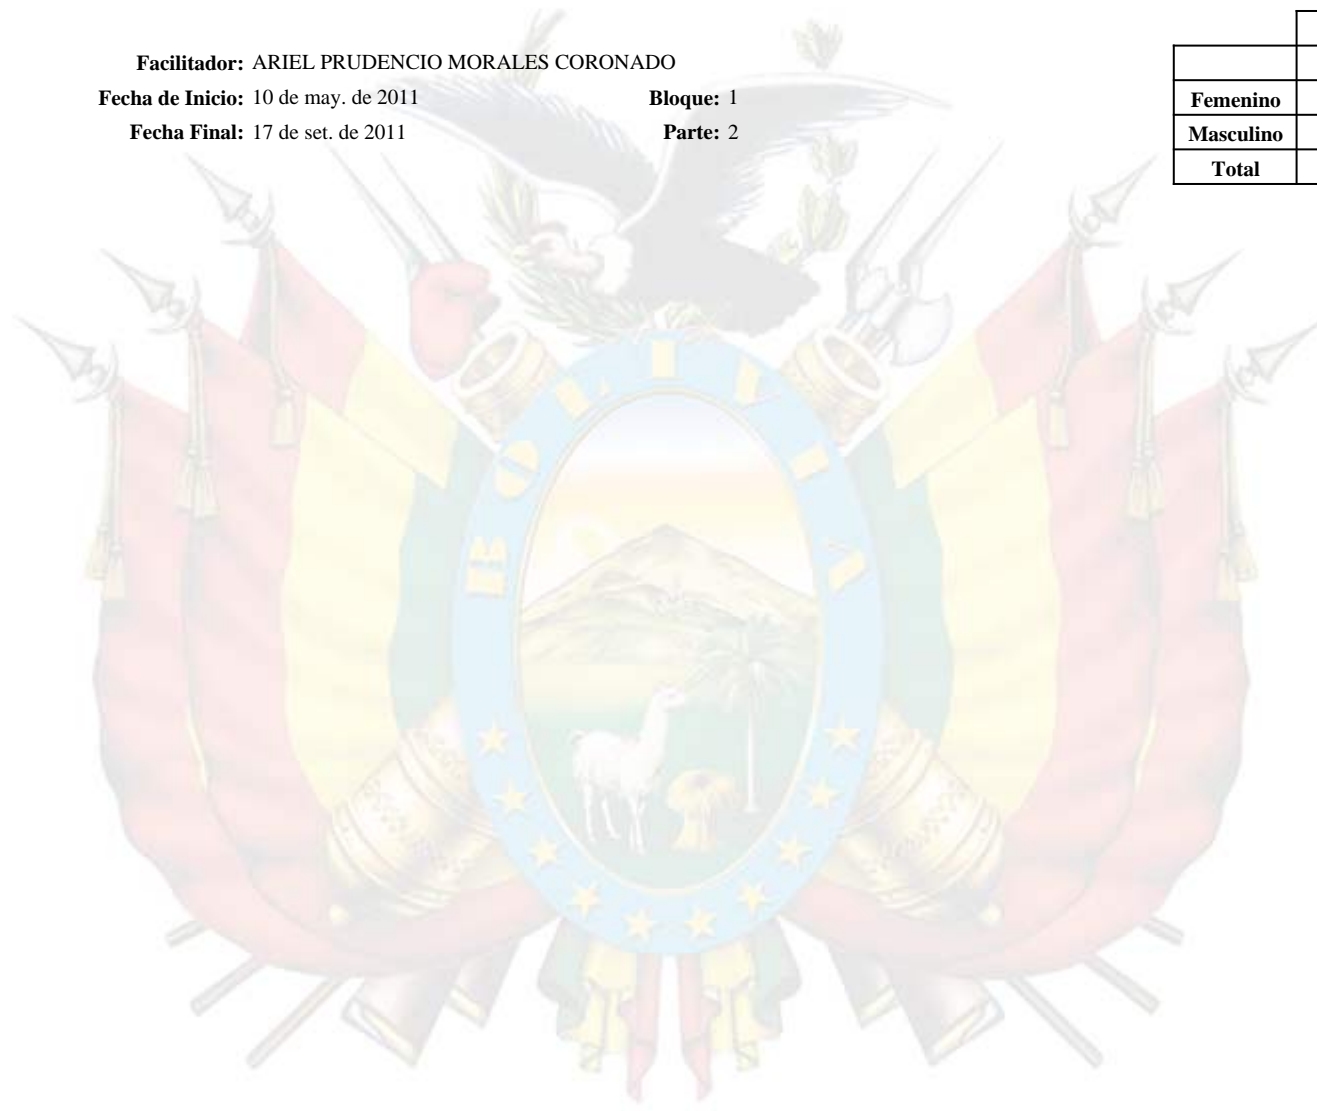 Facilitador: ARIEL PRUDENCIO MORALES CORONADO
Fecha de Inicio: 10 de may. de 2011 Bloque: 1
Fecha Final: 17 de set. de 2011 Parte: 2
Femenino
Masculino
Total
BOLIVIA